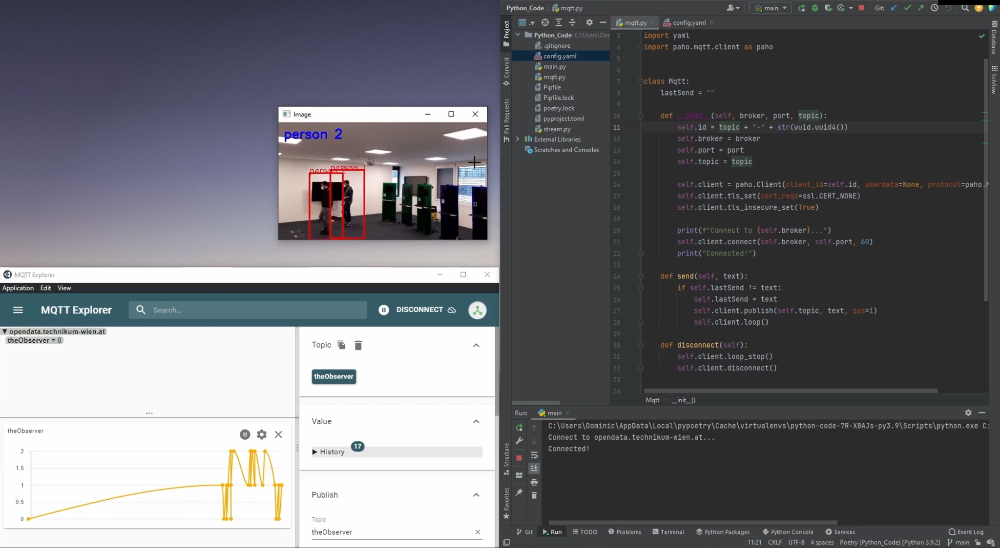 Image
person 2
person 1
MQTT Explorer
Application Edit View
MQTT Explorer
Search...
DISCONNECT
▼ opendata.technikum-wien.at
theObserver = 0
Topic
theObserver
Value
▶ History 17
Publish
Topic
theObserver
theObserver
2
1.5
1
0.5
0
Python_Code mqtt.py
main
Git:
Project
Commit
Pull Requests
Structure
Favorites
Python_Code C:\Users\Dor
.gitignore
config.yaml
main.py
mqtt.py
Pipfile
Pipfile.lock
poetry.lock
pyproject.toml
stream.py
External Libraries
Scratches and Consoles
mqtt.py config.yaml
Database
SciView
3 import yaml
4 import paho.mqtt.client as paho
5
6
7 class Mqtt:
8 lastSend = ""
9
10 def __init__(self, broker, port, topic):
11 self.id = topic + "-" + str(uuid.uuid4())
12 self.broker = broker
13 self.port = port
14 self.topic = topic
15
16 self.client = paho.Client(client_id=self.id, userdata=None, protocol=paho.M
17 self.client.tls_set(cert_reqs=ssl.CERT_NONE)
18 self.client.tls_insecure_set(True)
19
20 print(f"Connect to {self.broker}...")
21 self.client.connect(self.broker, self.port, 60)
22 print("Connected!")
23
24 def send(self, text):
25 if self.lastSend != text:
26 self.lastSend = text
27 self.client.publish(self.topic, text, qos=1)
28 self.client.loop()
29
30 def disconnect(self):
31 self.client.loop_stop()
32 self.client.disconnect()
33
34
Mqtt › __init__()
Run: main
C:\Users\Dominic\AppData\Local\pypoetry\Cache\virtualenvs\python-code-7R-XBAJs-py3.9\Scripts\python.exe C:
Connect to opendata.technikum-wien.at...
Connected!
Git Run TODO Problems Terminal Python Packages Python Console Services Event Log
11:21 CRLF UTF-8 4 spaces Poetry (Python_Code) [Python 3.9.2] main